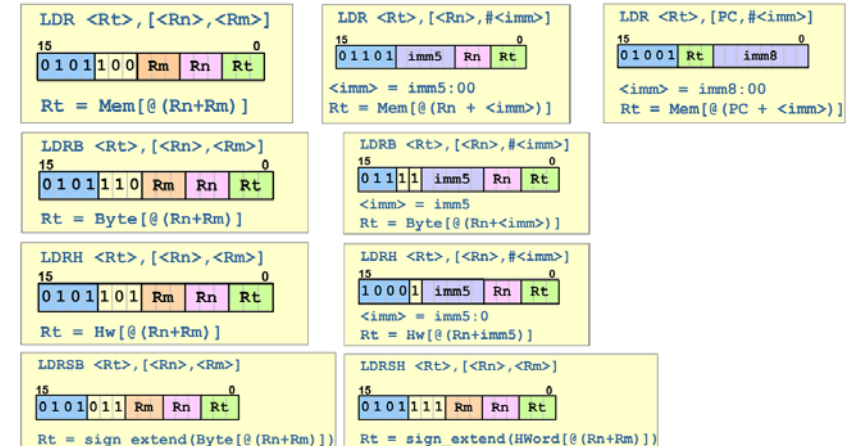 LDR <Rt>,[<Rn>,<Rm>]
15 0
0101100 Rm Rn Rt
Rt = Mem[@(Rn+Rm)]
LDR <Rt>,[<Rn>,#<imm>]
15 0
01101 imm5 Rn Rt
<imm> = imm5:00
Rt = Mem[@(Rn + <imm>)]
LDR <Rt>,[PC,#<imm>]
15 0
01001 Rt imm8
<imm> = imm8:00
Rt = Mem[@(PC + <imm>)]
LDRB <Rt>,[<Rn>,<Rm>]
15 0
0101110 Rm Rn Rt
Rt = Byte[@(Rn+Rm)]
LDRB <Rt>,[<Rn>,#<imm>]
15 0
01111 imm5 Rn Rt
<imm> = imm5
Rt = Byte[@(Rn+<imm>)]
LDRH <Rt>,[<Rn>,<Rm>]
15 0
0101101 Rm Rn Rt
Rt = Hw[@(Rn+Rm)]
LDRH <Rt>,[<Rn>,#<imm>]
15 0
10001 imm5 Rn Rt
<imm> = imm5:0
Rt = Hw[@(Rn+imm5)]
LDRSB <Rt>,[<Rn>,<Rm>]
15 0
0101011 Rm Rn Rt
Rt = sign_extend(Byte[@(Rn+Rm)])
LDRSH <Rt>,[<Rn>,<Rm>]
15 0
0101111 Rm Rn Rt
Rt = sign_extend(HWord[@(Rn+Rm)])